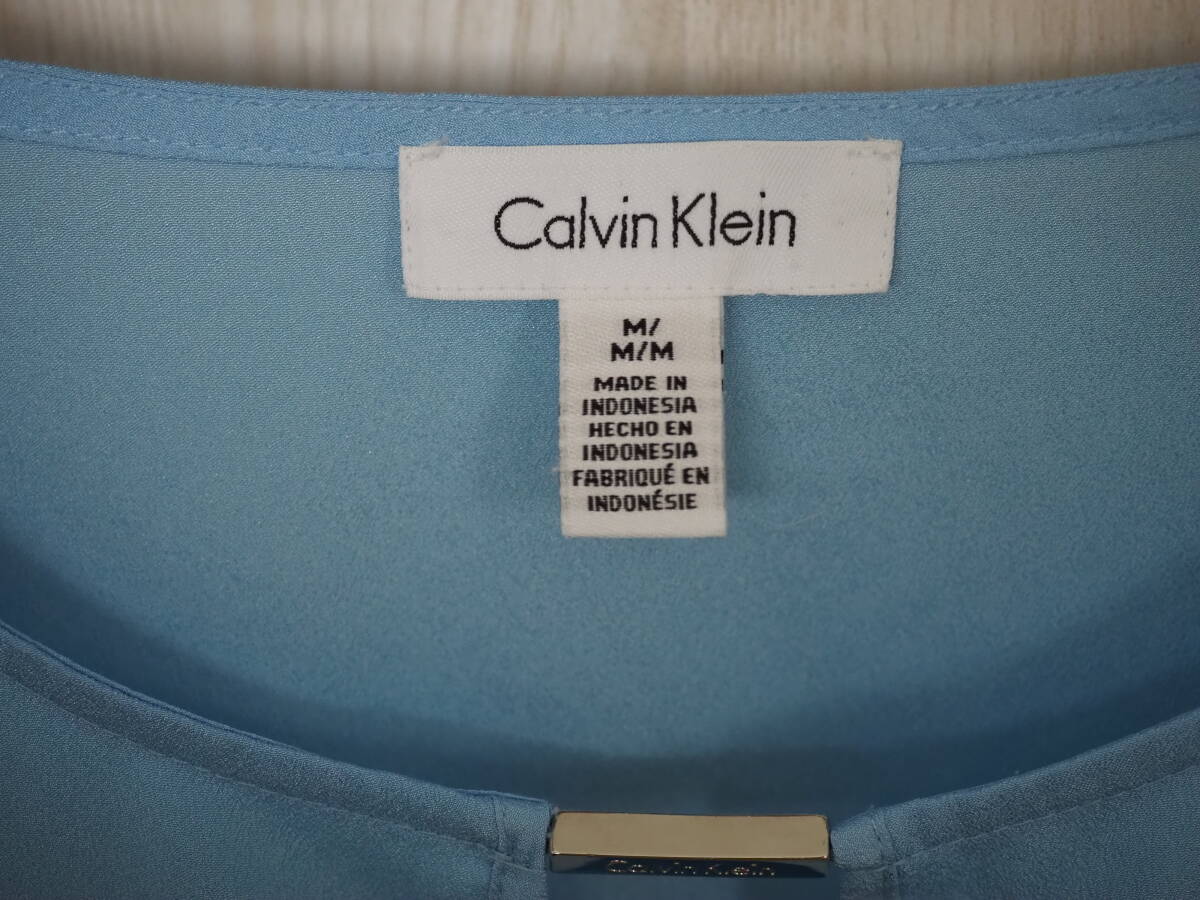 Calvin Klein
M/
M/M
MADE IN
INDONESIA
HECHO EN
INDONESIA
FABRIQUÉ EN
INDONÉSIE
Calvin Klein